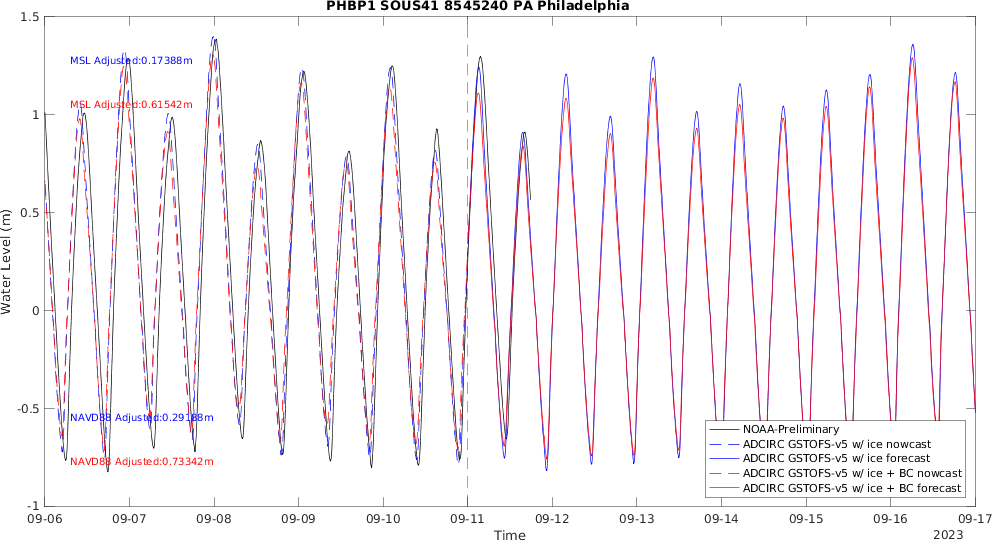 PHBP1 SOUS41 8545240 PA Philadelphia
1.5
1
0.5
0
-0.5
-1
Water Level (m)
MSL Adjusted:0.17388m
MSL Adjusted:0.61542m
NAVD88 Adjusted:0.29188m
NAVD88 Adjusted:0.73342m
NOAA-Preliminary
ADCIRC GSTOFS-v5 w/ ice nowcast
ADCIRC GSTOFS-v5 w/ ice forecast
ADCIRC GSTOFS-v5 w/ ice + BC nowcast
ADCIRC GSTOFS-v5 w/ ice + BC forecast
09-06 09-07 09-08 09-09 09-10 09-11 09-12 09-13 09-14 09-15 09-16 09-17
Time
2023